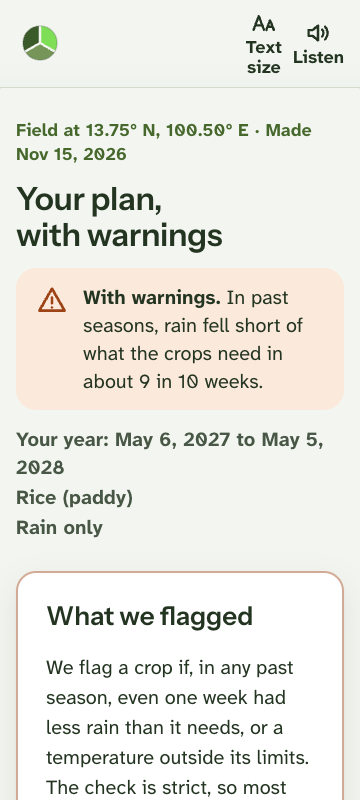 Text size
Listen
Field at 13.75° N, 100.50° E · Made
Nov 15, 2026
Your plan,
with warnings
With warnings. In past
seasons, rain fell short of
what the crops need in
about 9 in 10 weeks.
Your year: May 6, 2027 to May 5,
2028
Rice (paddy)
Rain only
What we flagged
We flag a crop if, in any past
season, even one week had
less rain than it needs, or a
temperature outside its limits.
The check is strict, so most